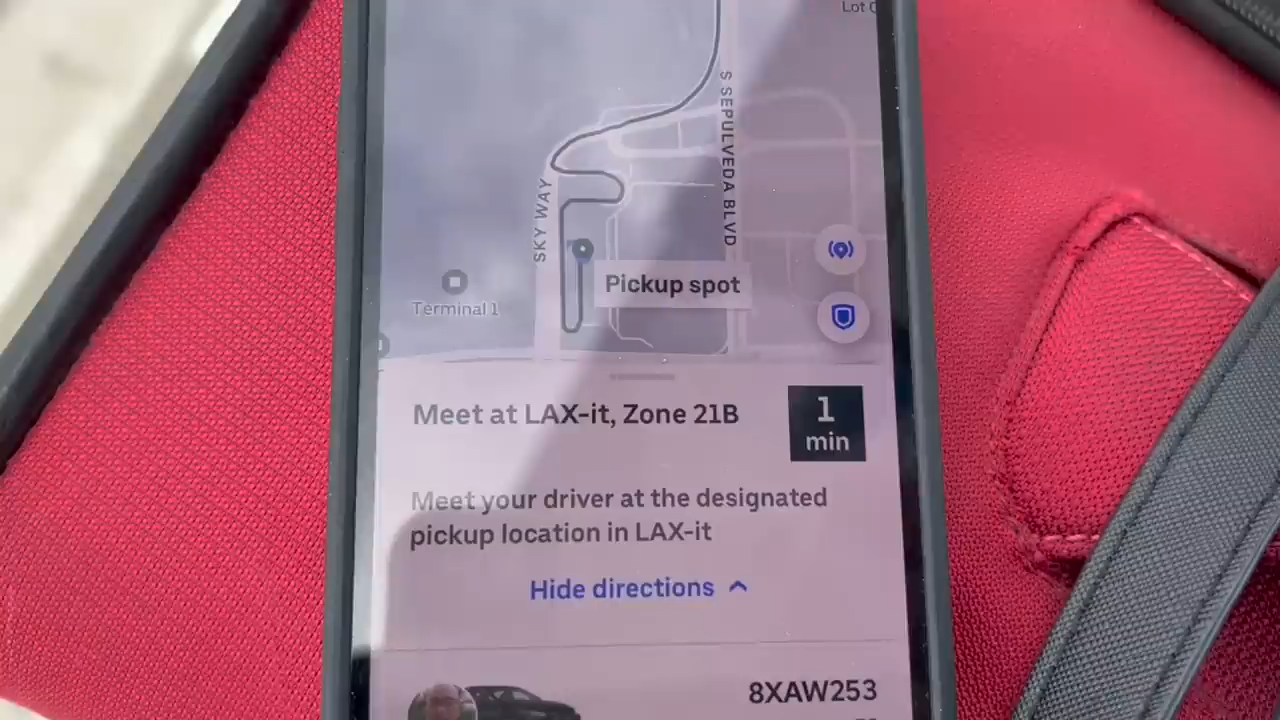 Lot
S SEPULVEDA BLVD
SKY WAY
Pickup spot
Terminal 1
Meet at LAX-it, Zone 21B
1
min
Meet your driver at the designated
pickup location in LAX-it
Hide directions
8XAW253